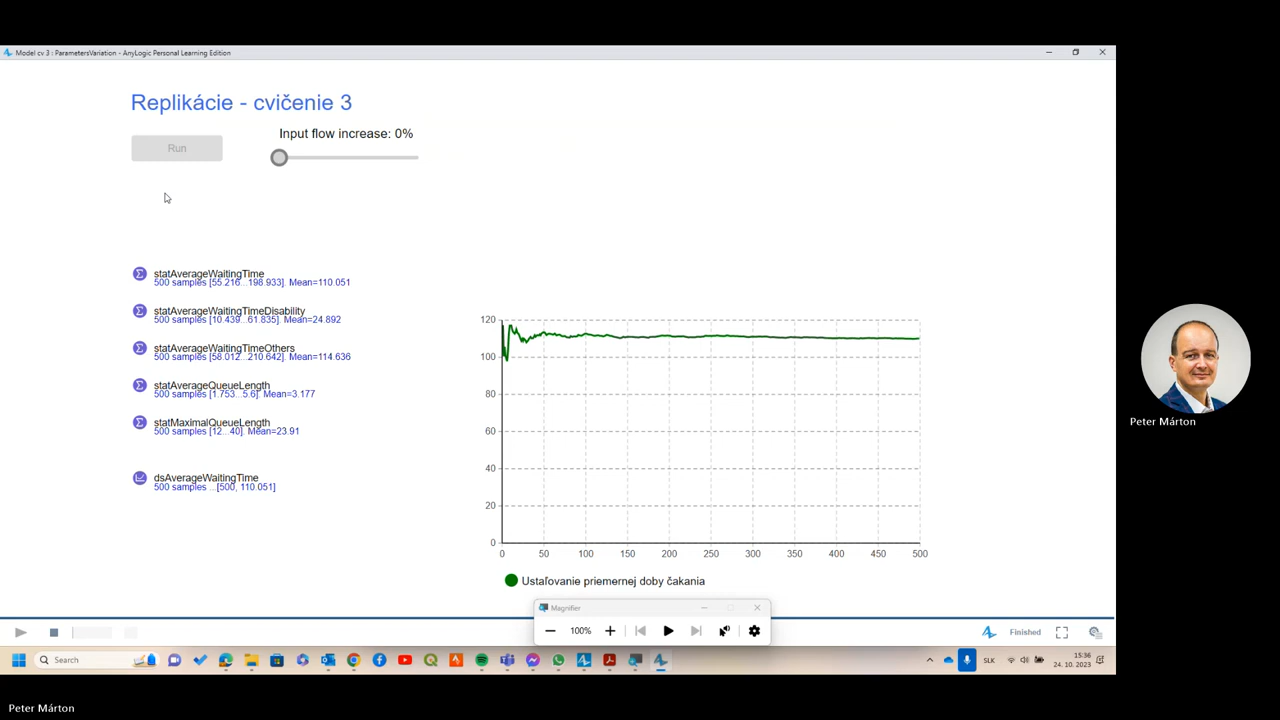 Model cv 3 : ParametersVariation - AnyLogic Personal Learning Edition
Replikácie - cvičenie 3
Run
Input flow increase: 0%
statAverageWaitingTime
500 samples [55.216...198.933]. Mean=110.051
statAverageWaitingTimeDisability
500 samples [10.439...61.835]. Mean=24.892
statAverageWaitingTimeOthers
500 samples [58.012...210.642]. Mean=114.636
statAverageQueueLength
500 samples [1.753...5.6]. Mean=3.177
statMaximalQueueLength
500 samples [12...40]. Mean=23.91
dsAverageWaitingTime
500 samples ...[500, 110.051]
120
100
80
60
40
20
0
0 50 100 150 200 250 300 350 400 450 500
Ustaľovanie priemernej doby čakania
Magnifier
100%
Finished
Search
SLK
15:36
24. 10. 2023
Peter Márton
Peter Márton